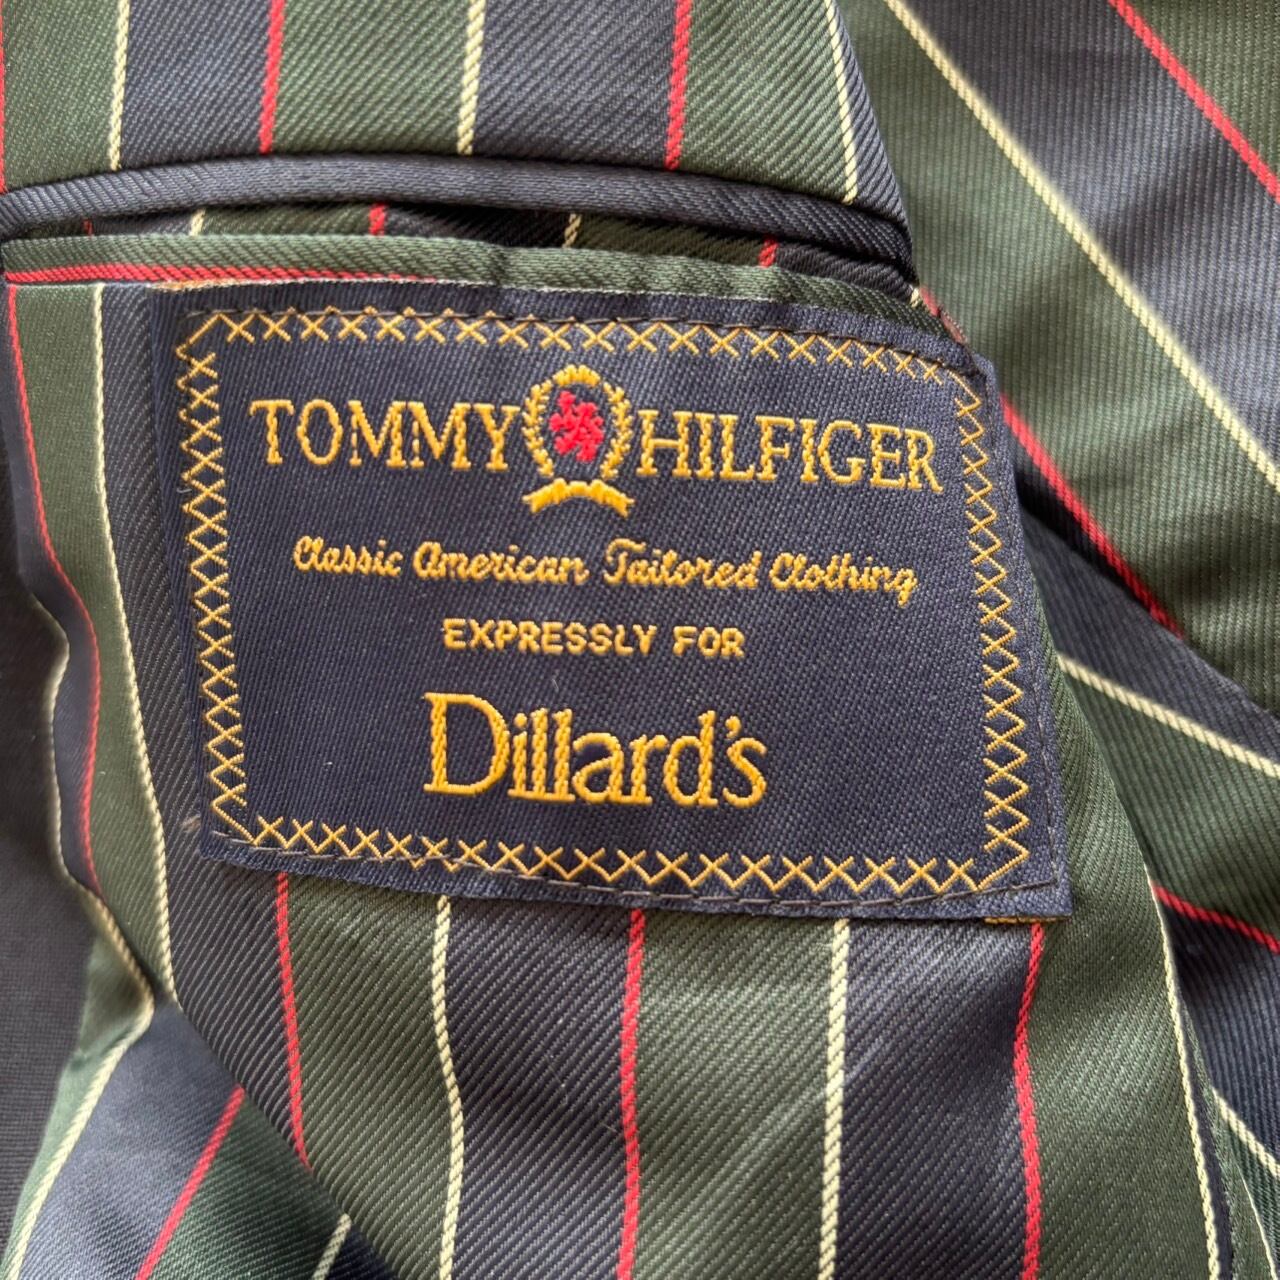 TOMMY HILFIGER
Classic American Tailored Clothing
EXPRESSLY FOR
Dillard's